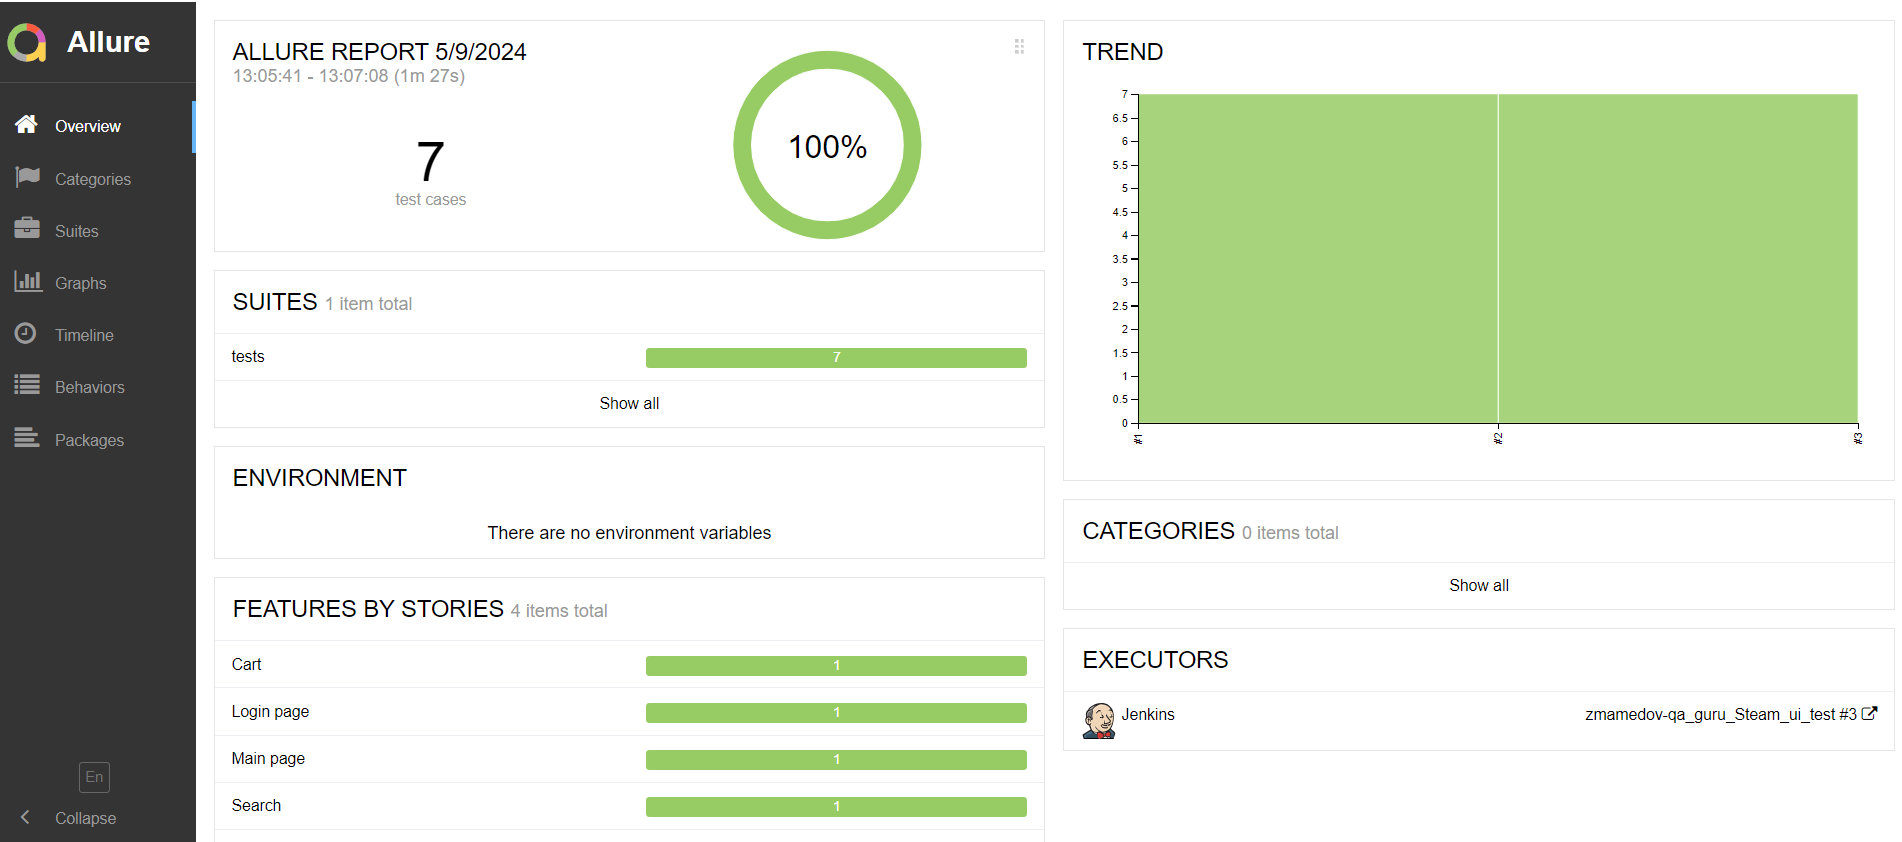 Allure
Overview
Categories
Suites
Graphs
Timeline
Behaviors
Packages
En
Collapse
ALLURE REPORT 5/9/2024
13:05:41 - 13:07:08 (1m 27s)
7
test cases
100%
SUITES 1 item total
tests 7
Show all
ENVIRONMENT
There are no environment variables
FEATURES BY STORIES 4 items total
Cart 1
Login page 1
Main page 1
Search 1
TREND
7
6.5
6
5.5
5
4.5
4
3.5
3
2.5
2
1.5
1
0.5
0
#1 #2 #3
CATEGORIES 0 items total
Show all
EXECUTORS
Jenkins zmamedov-qa_guru_Steam_ui_test #3